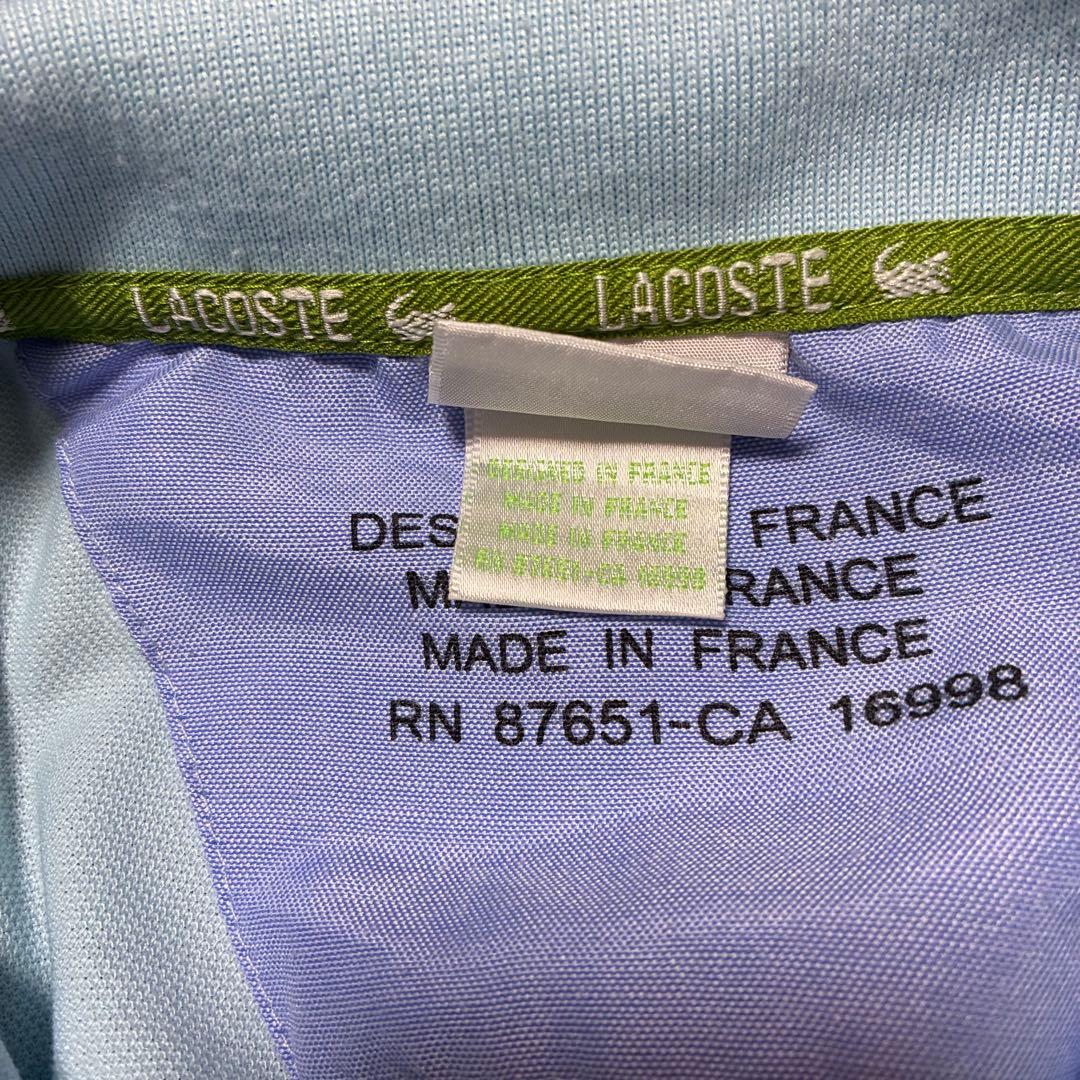 LACOSTE LACOSTE
DESIGNED IN FRANCE
MADE IN FRANCE
MADE IN FRANCE
RN 87651-CA 16998
DES FRANCE
MA RANCE
MADE IN FRANCE
RN 87651-CA 16998